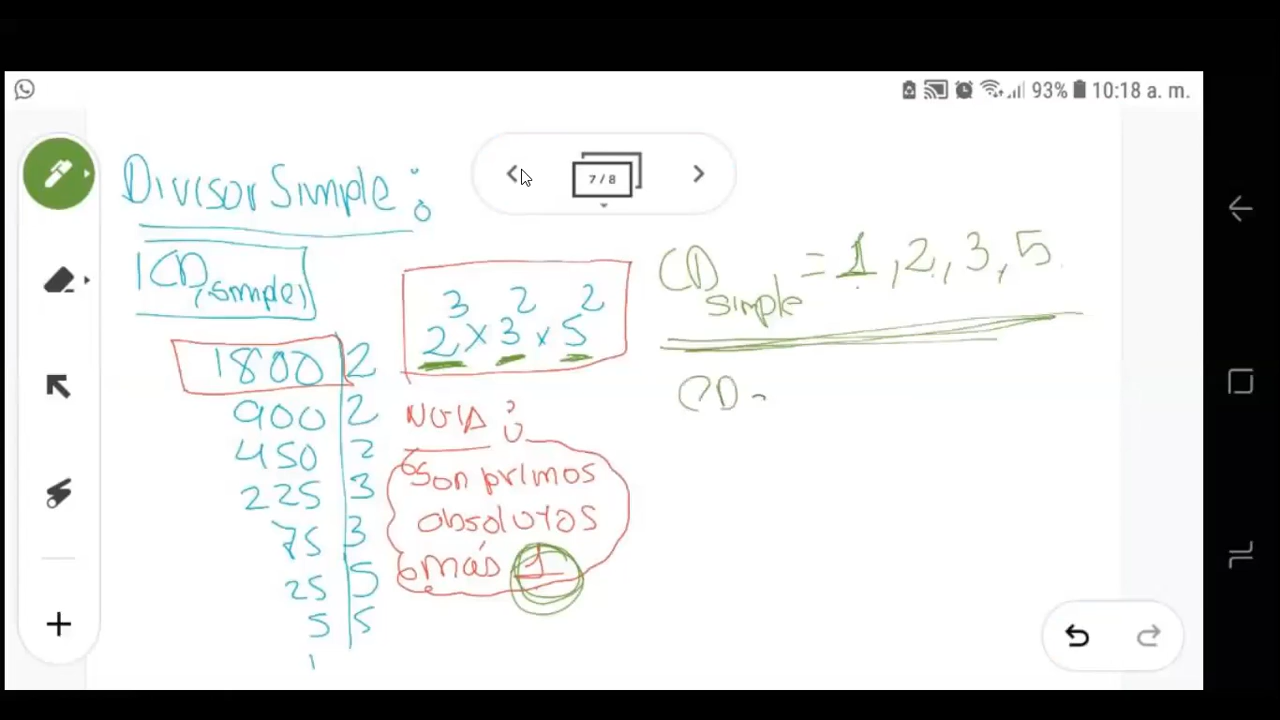 93% 10:18 a. m.
7 / 8
Divisor Simple:
CD simple
1800 2
900 2
450 2
225 3
75 3
25 5
5 5
1
2³ x 3² x 5²
NOTA:
Son primos
absolutos
más 1
CD simple = 1, 2, 3, 5
CD